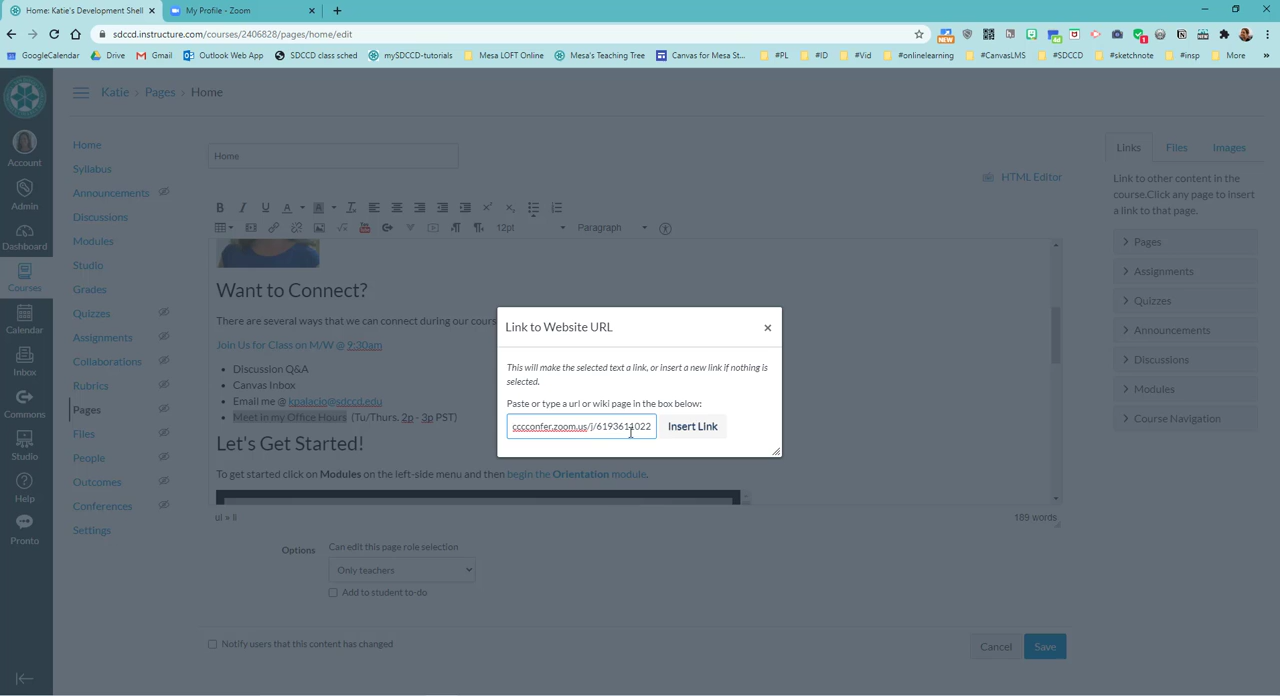 Home: Katie's Development Shell
My Profile - Zoom
sdccd.instructure.com/courses/2406828/pages/home/edit
NEW
GoogleCalendar Drive Gmail Outlook Web App SDCCD class sched mySDCCD-tutorials Mesa LOFT Online Mesa's Teaching Tree Canvas for Mesa St... #PL #ID #Vid #onlinelearning #CanvasLMS #SDCCD #sketchnote #insp More
Katie > Pages > Home
Account
Admin
Dashboard
Courses
Calendar
Inbox
Commons
Studio
Help
Pronto
Home
Syllabus
Announcements
Discussions
Modules
Studio
Grades
Quizzes
Assignments
Collaborations
Rubrics
Pages
Files
People
Outcomes
Conferences
Settings
Home
HTML Editor
12pt Paragraph
Want to Connect?
There are several ways that we can connect during our cours
Join Us for Class on M/W @ 9:30am
Discussion Q&A
Canvas Inbox
Email me @ kpalacio@sdccd.edu
Meet in my Office Hours (Tu/Thurs. 2p - 3p PST)
Let's Get Started!
To get started click on Modules on the left-side menu and then begin the Orientation module.
ul » li
189 words
Options
Can edit this page role selection
Only teachers
Add to student to-do
Notify users that this content has changed
Cancel Save
Link to Website URL
This will make the selected text a link, or insert a new link if nothing is
selected.
Paste or type a url or wiki page in the box below:
cccconfer.zoom.us/j/6193611022 Insert Link
Links Files Images
Link to other content in the
course.Click any page to insert
a link to that page.
Pages
Assignments
Quizzes
Announcements
Discussions
Modules
Course Navigation